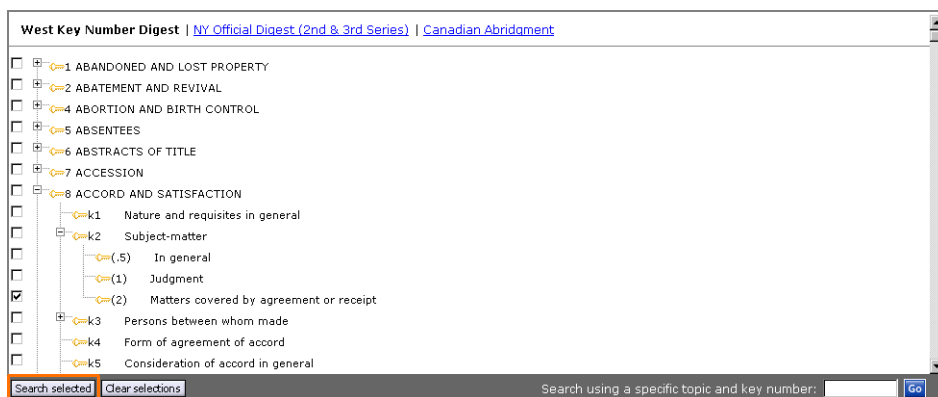 West Key Number Digest | NY Official Digest (2nd & 3rd Series) | Canadian Abridgment
1 ABANDONED AND LOST PROPERTY
2 ABATEMENT AND REVIVAL
4 ABORTION AND BIRTH CONTROL
5 ABSENTEES
6 ABSTRACTS OF TITLE
7 ACCESSION
8 ACCORD AND SATISFACTION
k1 Nature and requisites in general
k2 Subject-matter
(.5) In general
(1) Judgment
(2) Matters covered by agreement or receipt
k3 Persons between whom made
k4 Form of agreement of accord
k5 Consideration of accord in general
Search selected Clear selections Search using a specific topic and key number: Go